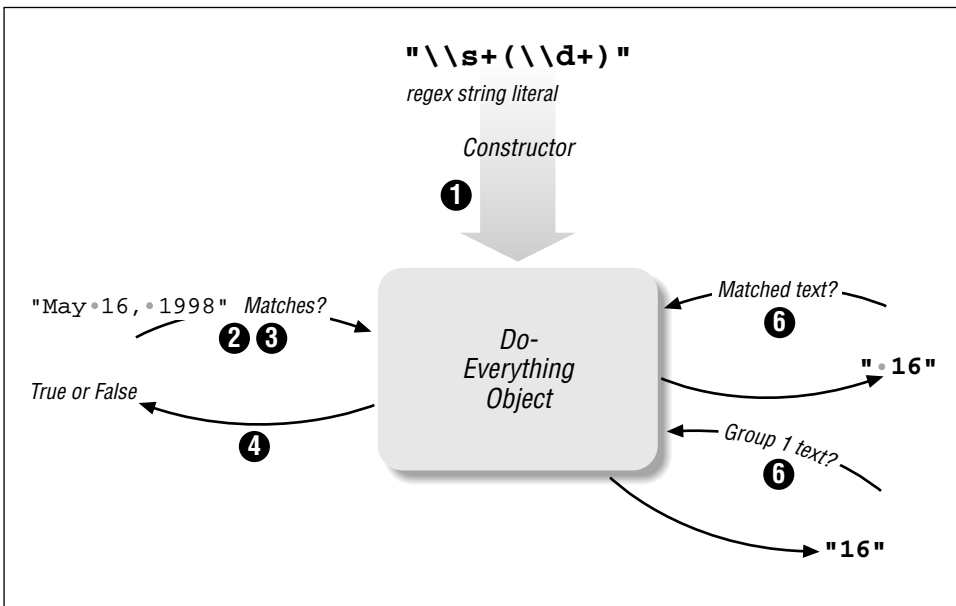 "\\s+(\\d+)"
regex string literal
Constructor
1
"May•16,•1998" Matches?
2 3
True or False
4
Do-
Everything
Object
Matched text?
6
"•16"
Group 1 text?
6
"16"